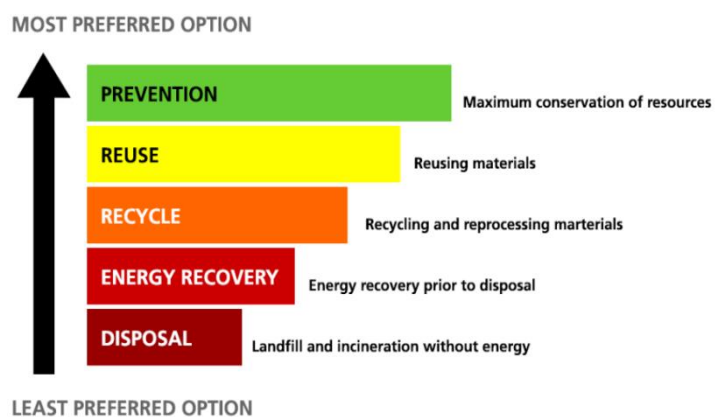 MOST PREFERRED OPTION
PREVENTION
Maximum conservation of resources
REUSE
Reusing materials
RECYCLE
Recycling and reprocessing marterials
ENERGY RECOVERY
Energy recovery prior to disposal
DISPOSAL
Landfill and incineration without energy
LEAST PREFERRED OPTION